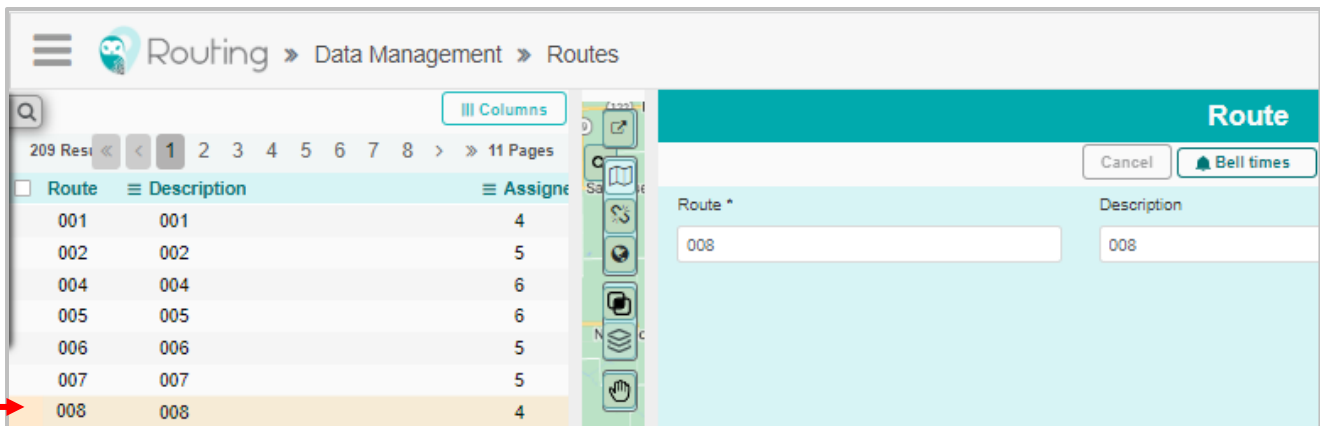 Routing » Data Management » Routes
Columns
209 Resu « < 1 2 3 4 5 6 7 8 > » 11 Pages
Route Description Assigne
001 001 4
002 002 5
004 004 6
005 005 6
006 006 5
007 007 5
008 008 4
Route
Cancel Bell times
Route * Description
008 008